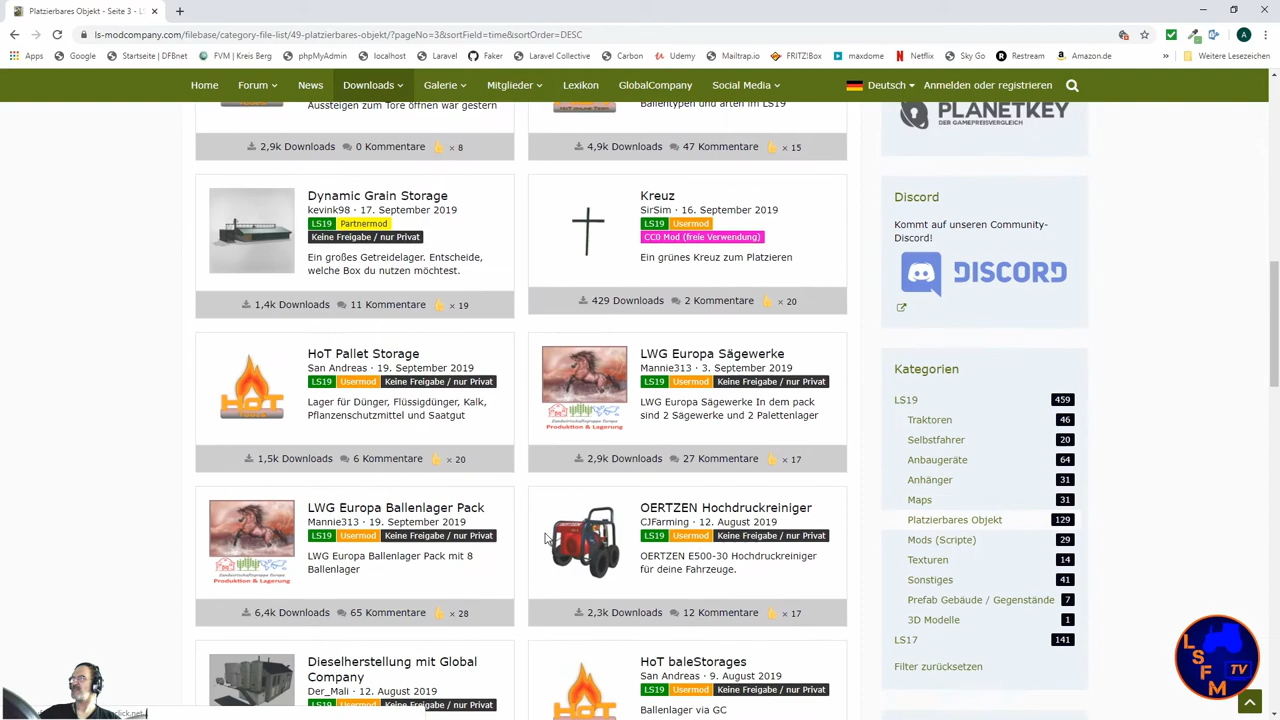 Platzierbares Objekt - Seite 3 - L
ls-modcompany.com/filebase/category-file-list/49-platzierbares-objekt/?pageNo=3&sortField=time&sortOrder=DESC
Apps Google Startseite | DFBnet FVM | Kreis Berg phpMyAdmin localhost Laravel Faker Laravel Collective Carbon Udemy Mailtrap.io FRITZ!Box maxdome Netflix Sky Go Restream Amazon.de » Weitere Lesezeichen
Home Forum News Downloads Galerie Mitglieder Lexikon GlobalCompany Social Media Deutsch Anmelden oder registrieren
Aussteigen zum Tore öffnen war gestern
2,9k Downloads 0 Kommentare × 8
Ballentypen und arten im LS19
4,9k Downloads 47 Kommentare × 15
Dynamic Grain Storage
kevink98 · 17. September 2019
LS19 Partnermod
Keine Freigabe / nur Privat
Ein großes Getreidelager. Entscheide,
welche Box du nutzen möchtest.
1,4k Downloads 11 Kommentare × 19
Kreuz
SirSim · 16. September 2019
LS19 Usermod
CC0 Mod (freie Verwendung)
Ein grünes Kreuz zum Platzieren
429 Downloads 2 Kommentare × 20
HoT
HoT Pallet Storage
San Andreas · 19. September 2019
LS19 Usermod Keine Freigabe / nur Privat
Lager für Dünger, Flüssigdünger, Kalk,
Pflanzenschutzmittel und Saatgut
1,5k Downloads 6 Kommentare × 20
Landwirtschaftsgruppe Europa
Produktion & Lagerung
LWG Europa Sägewerke
Mannie313 · 3. September 2019
LS19 Usermod Keine Freigabe / nur Privat
LWG Europa Sägewerke In dem pack
sind 2 Sägewerke und 2 Palettenlager
2,9k Downloads 27 Kommentare × 17
Landwirtschaftsgruppe Europa
Produktion & Lagerung
LWG Europa Ballenlager Pack
Mannie313 · 19. September 2019
LS19 Usermod Keine Freigabe / nur Privat
LWG Europa Ballenlager Pack mit 8
Ballenlager
6,4k Downloads 65 Kommentare × 28
OERTZEN Hochdruckreiniger
CJFarming · 12. August 2019
LS19 Usermod Keine Freigabe / nur Privat
OERTZEN E500-30 Hochdruckreiniger
für deine Fahrzeuge.
2,3k Downloads 12 Kommentare × 17
Dieselherstellung mit Global
Company
Der_Mali · 12. August 2019
LS19 Usermod Keine Freigabe / nur Privat
HoT
HoT baleStorages
San Andreas · 9. August 2019
LS19 Usermod Keine Freigabe / nur Privat
Ballenlager via GC
PLANETKEY
DER GAMEPREISVERGLEICH
Discord
Kommt auf unseren Community-
Discord!
DISCORD
Kategorien
LS19 459
Traktoren 46
Selbstfahrer 20
Anbaugeräte 64
Anhänger 31
Maps 31
Platzierbares Objekt 129
Mods (Scripte) 29
Texturen 14
Sonstiges 41
Prefab Gebäude / Gegenstände 7
3D Modelle 1
LS17 141
Filter zurücksetzen
LSFM TV